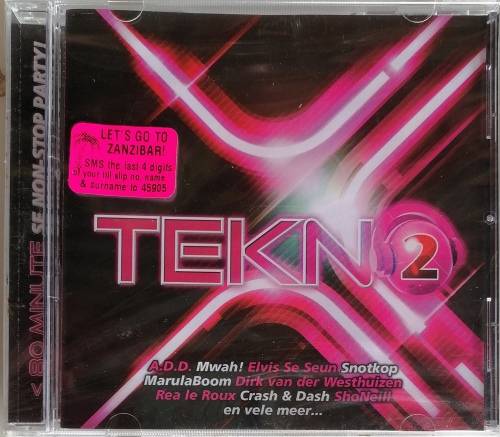 < 80 MINUTE SE NON-STOP PARTY!
LET'S GO TO
ZANZIBAR!
SMS the last 4 digits
of your till slip no, name
& surname to 45905
TEKNO 2
A.D.D. Mwah! Elvis Se Seun Snotkop
MarulaBoom Dirk van der Westhuizen
Rea le Roux Crash & Dash ShoNeill!
en vele meer...